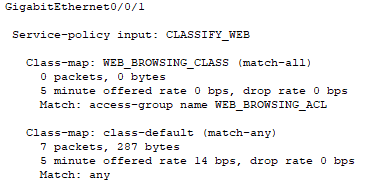 GigabitEthernet0/0/1
Service-policy input: CLASSIFY_WEB
Class-map: WEB_BROWSING_CLASS (match-all)
0 packets, 0 bytes
5 minute offered rate 0 bps, drop rate 0 bps
Match: access-group name WEB_BROWSING_ACL
Class-map: class-default (match-any)
7 packets, 287 bytes
5 minute offered rate 14 bps, drop rate 0 bps
Match: any